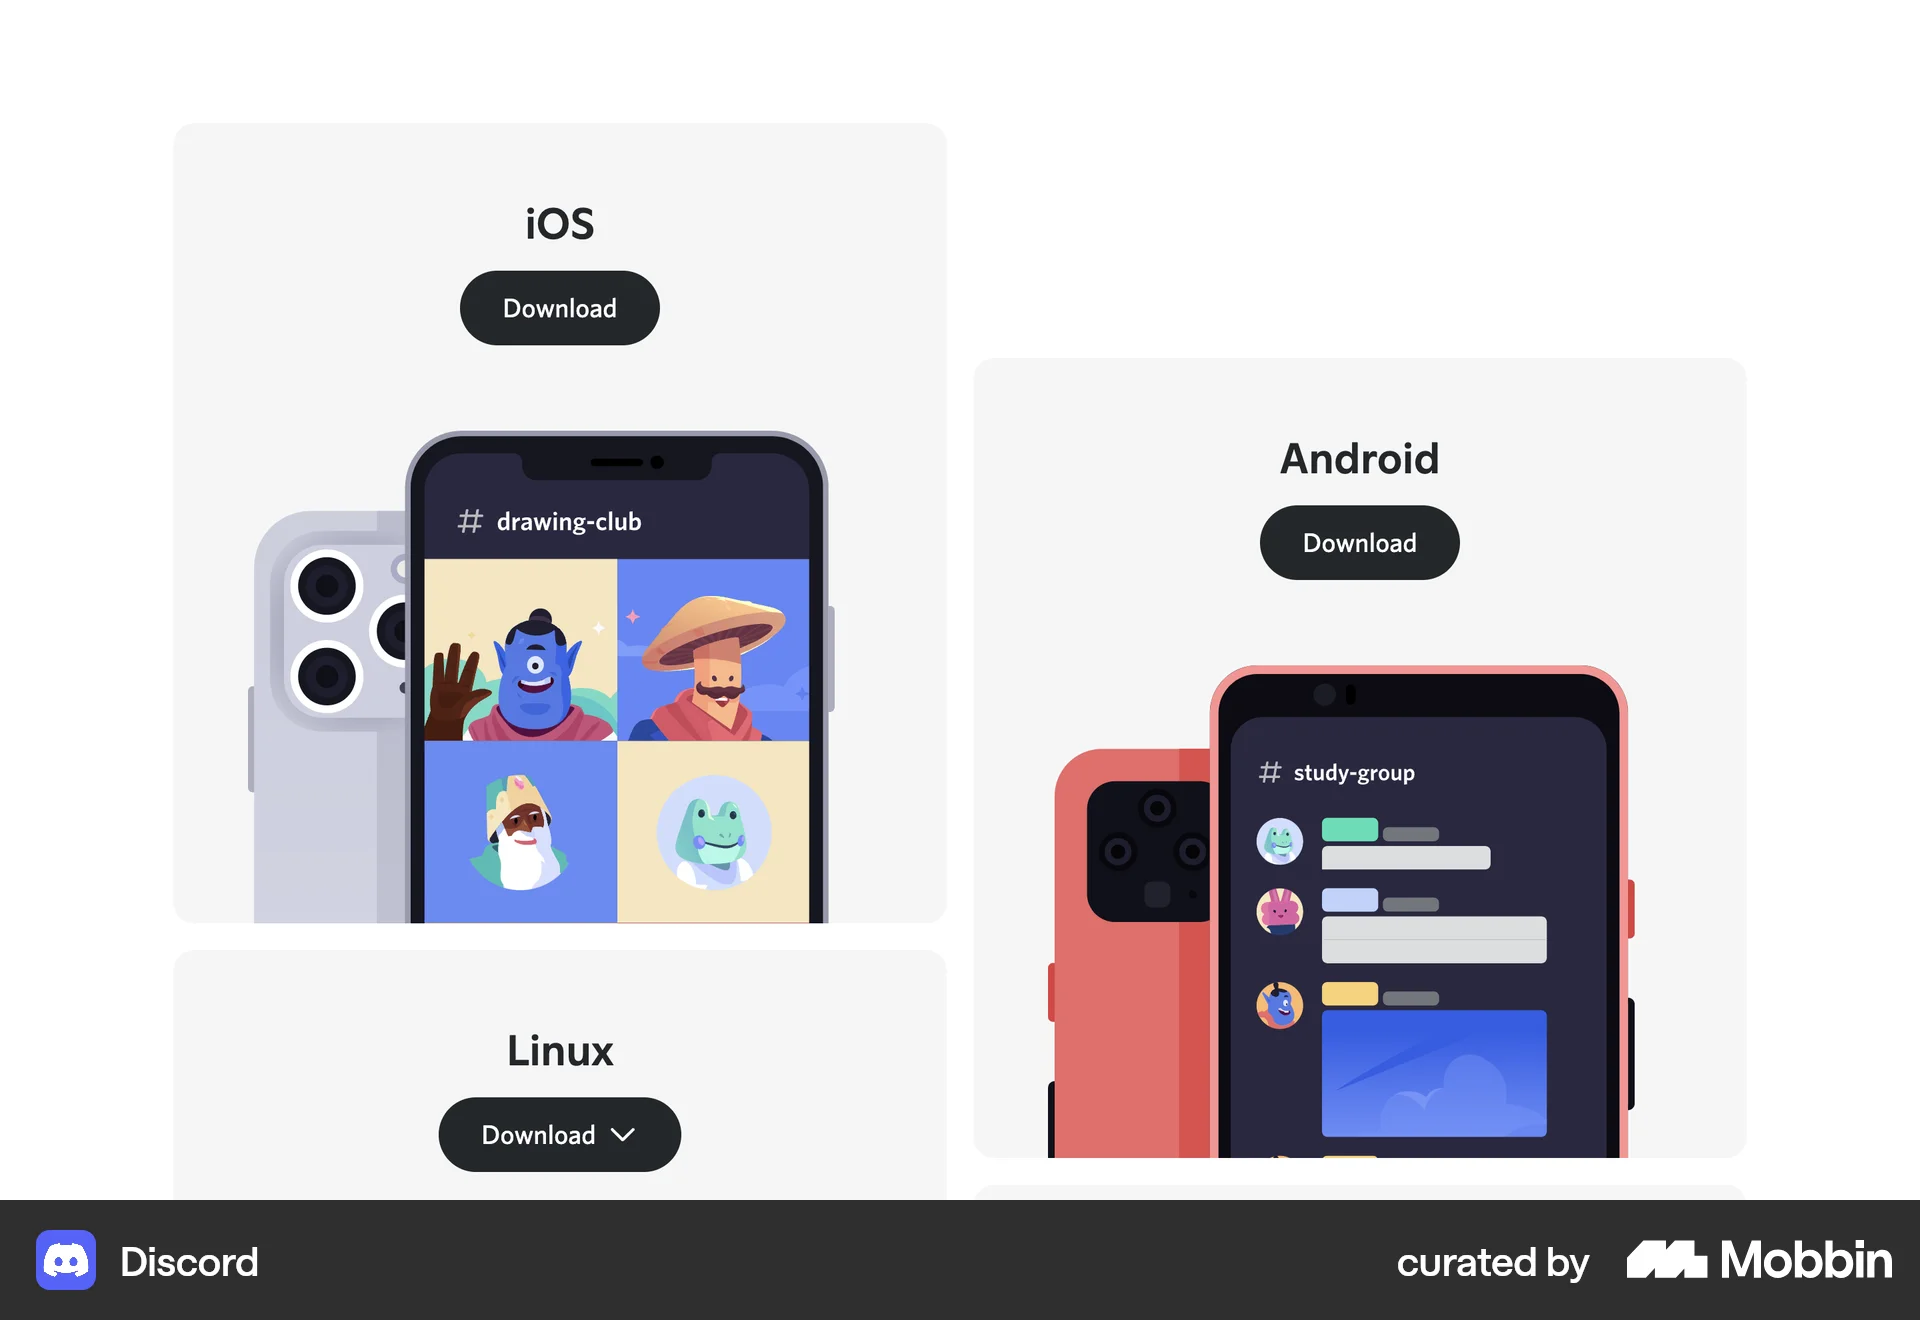 iOS
Download
# drawing-club
Android
Download
# study-group
Linux
Download
Discord
curated by Mobbin